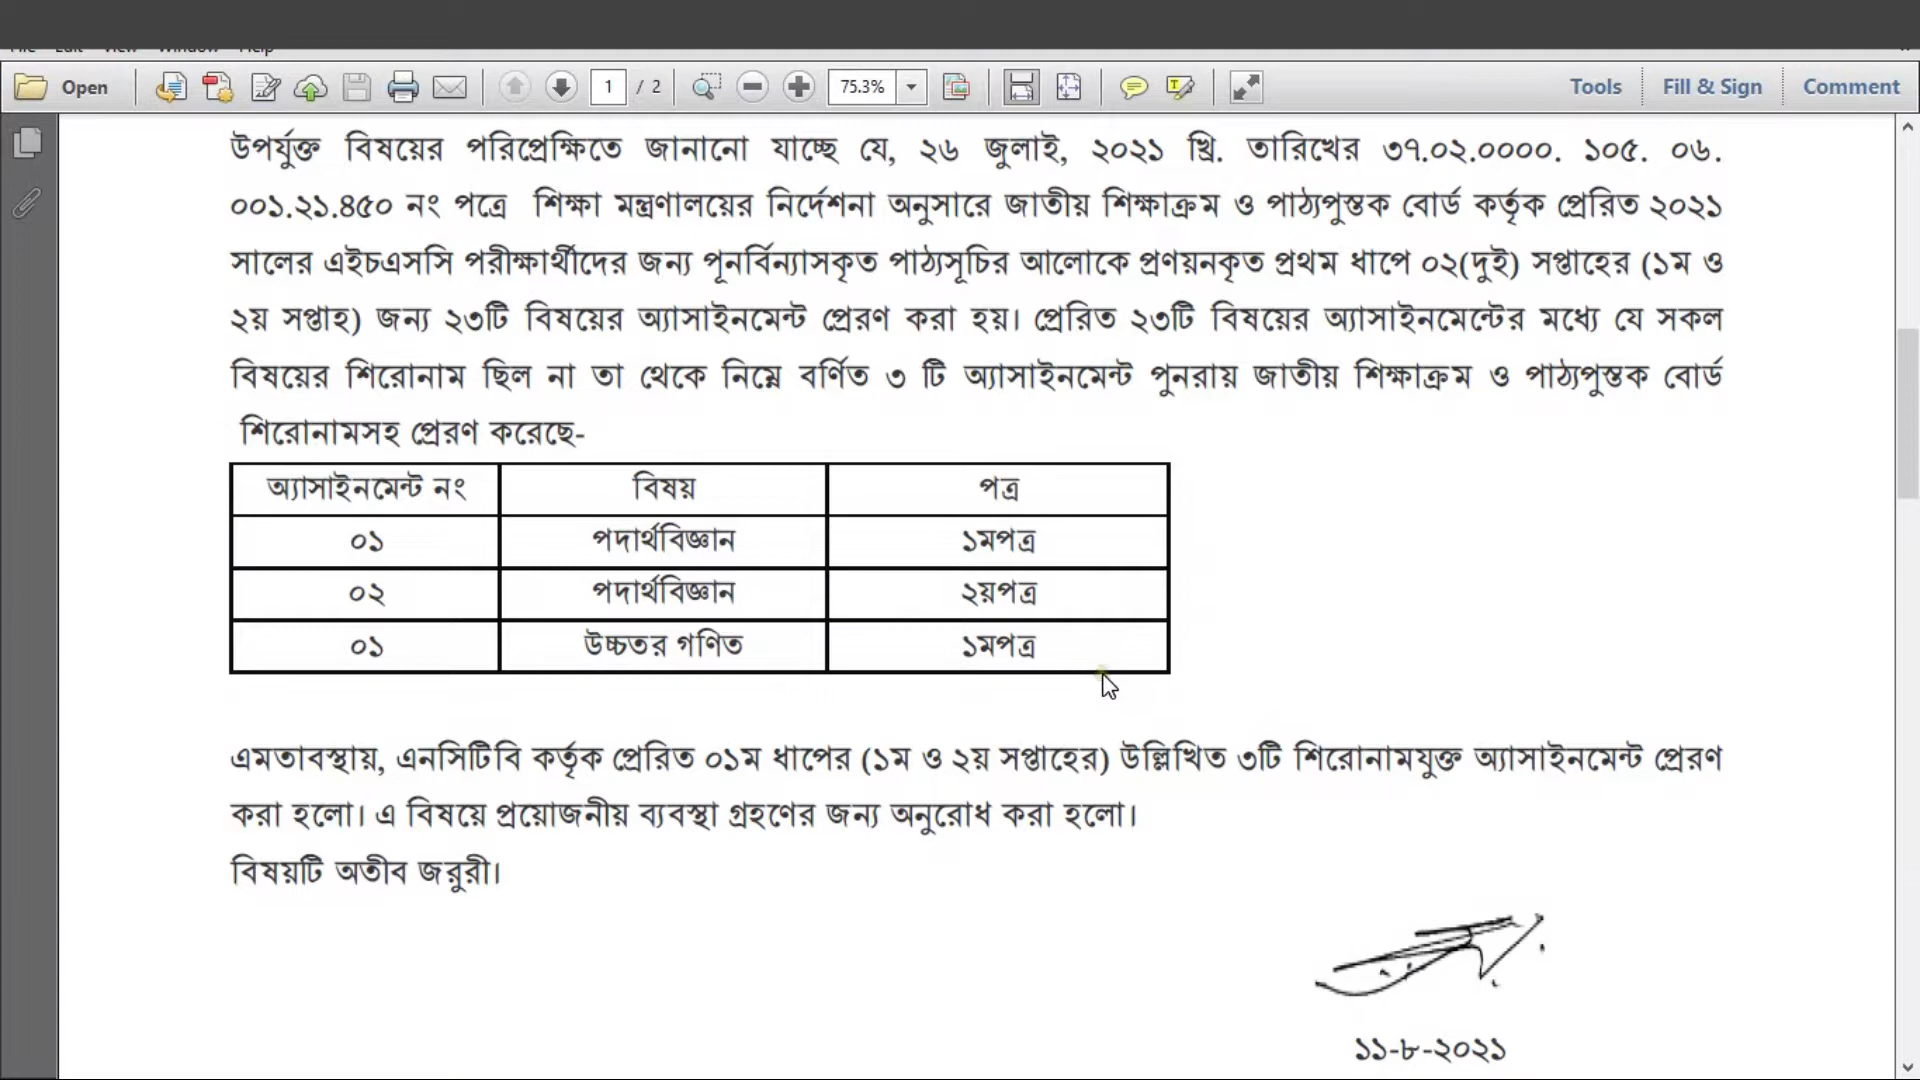 Open
1 / 2
75.3%
Tools
Fill & Sign
Comment
উপর্যুক্ত বিষয়ের পরিপ্রেক্ষিতে জানানো যাচ্ছে যে, ২৬ জুলাই, ২০২১ খ্রি. তারিখের ৩৭.০২.০০০০. ১০৫. ০৬.
০০১.২১.৪৫০ নং পত্রে শিক্ষা মন্ত্রণালয়ের নির্দেশনা অনুসারে জাতীয় শিক্ষাক্রম ও পাঠ্যপুস্তক বোর্ড কর্তৃক প্রেরিত ২০২১
সালের এইচএসসি পরীক্ষার্থীদের জন্য পূনর্বিন্যাসকৃত পাঠ্যসূচির আলোকে প্রণয়নকৃত প্রথম ধাপে ০২(দুই) সপ্তাহের (১ম ও
২য় সপ্তাহ) জন্য ২৩টি বিষয়ের অ্যাসাইনমেন্ট প্রেরণ করা হয়। প্রেরিত ২৩টি বিষয়ের অ্যাসাইনমেন্টের মধ্যে যে সকল
বিষয়ের শিরোনাম ছিল না তা থেকে নিম্নে বর্ণিত ৩ টি অ্যাসাইনমেন্ট পুনরায় জাতীয় শিক্ষাক্রম ও পাঠ্যপুস্তক বোর্ড
শিরোনামসহ প্রেরণ করেছে-
অ্যাসাইনমেন্ট নং বিষয় পত্র
০১ পদার্থবিজ্ঞান ১মপত্র
০২ পদার্থবিজ্ঞান ২য়পত্র
০১ উচ্চতর গণিত ১মপত্র
এমতাবস্থায়, এনসিটিবি কর্তৃক প্রেরিত ০১ম ধাপের (১ম ও ২য় সপ্তাহের) উল্লিখিত ৩টি শিরোনামযুক্ত অ্যাসাইনমেন্ট প্রেরণ
করা হলো। এ বিষয়ে প্রয়োজনীয় ব্যবস্থা গ্রহণের জন্য অনুরোধ করা হলো।
বিষয়টি অতীব জরুরী।
১১-৮-২০২১